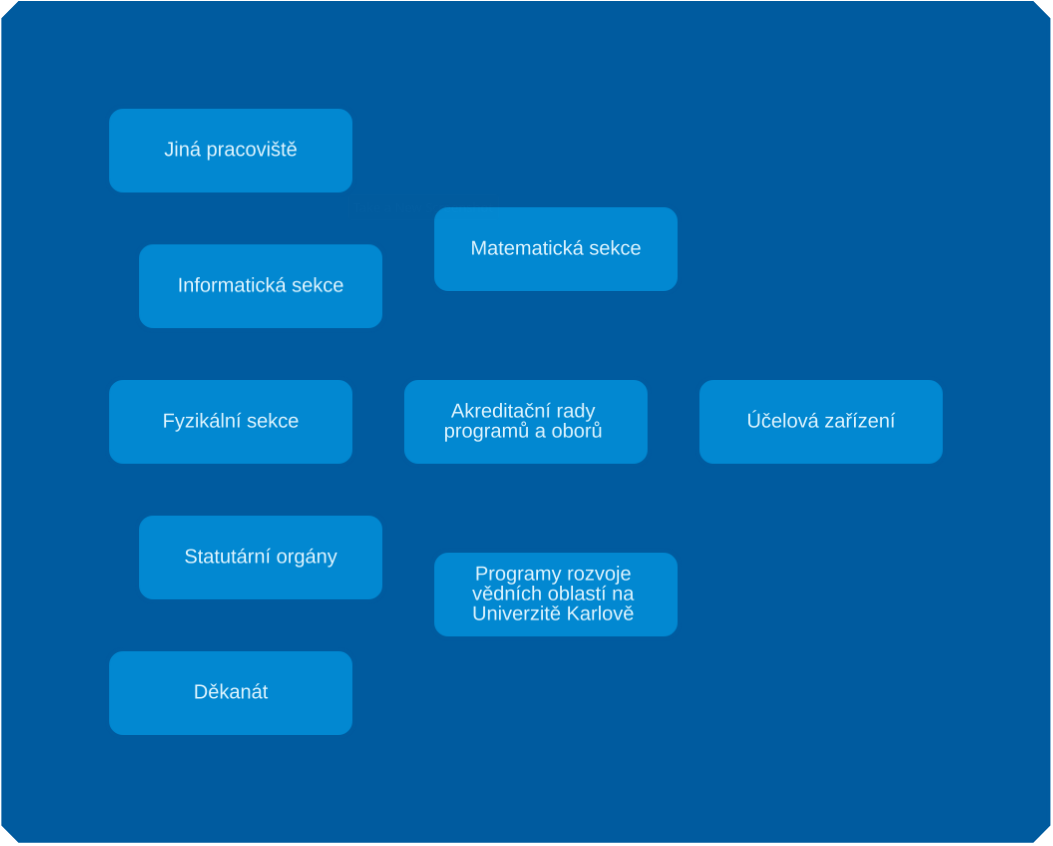 Jiná pracoviště
Matematická sekce
Informatická sekce
Fyzikální sekce
Akreditační rady
programů a oborů
Účelová zařízení
Statutární orgány
Programy rozvoje
vědních oblastí na
Univerzitě Karlově
Děkanát